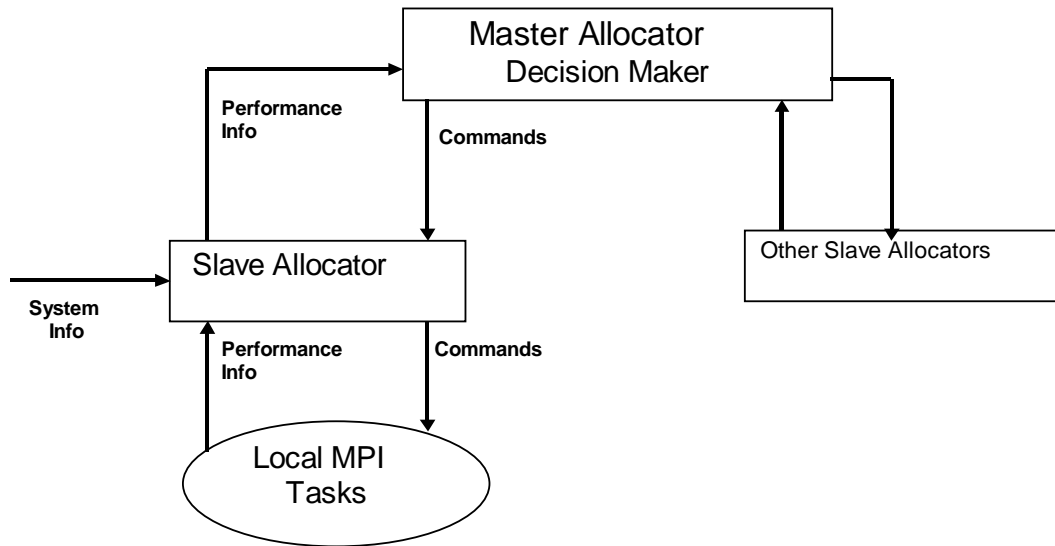 Master Allocator
Decision Maker
Performance
Info
Commands
Slave Allocator
Other Slave Allocators
System
Info
Performance
Info
Commands
Local MPI
Tasks